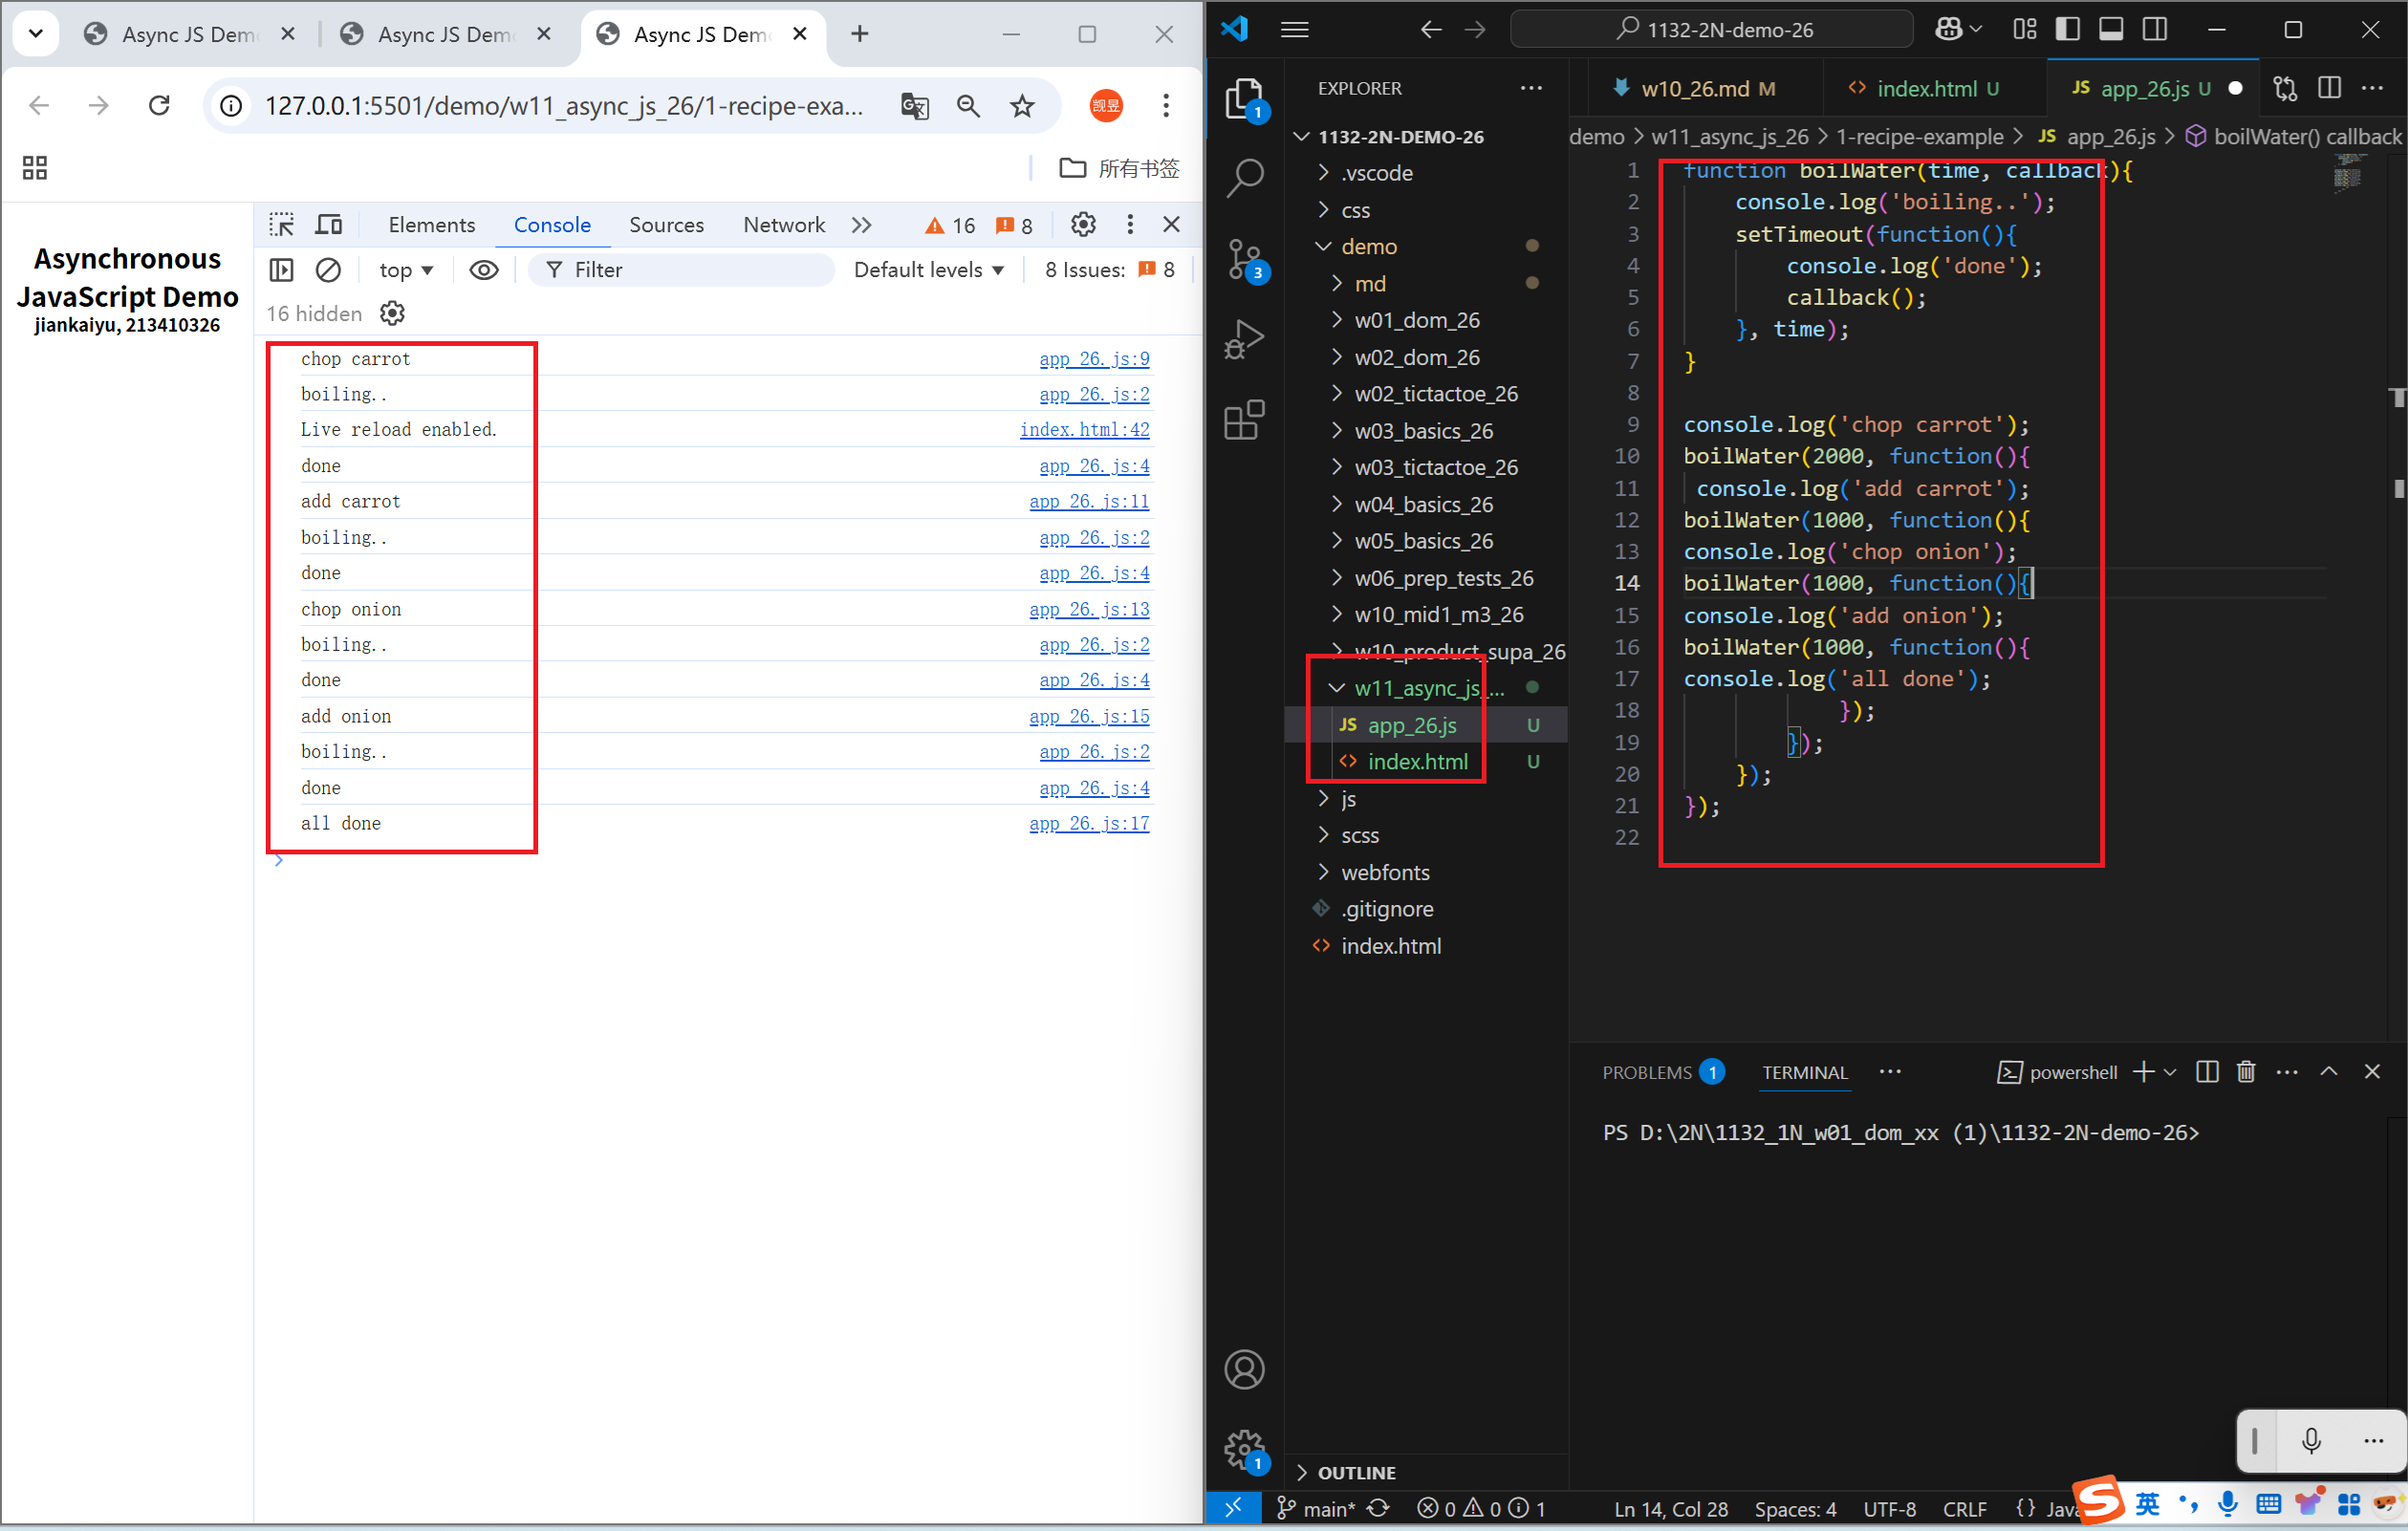 Async JS Dem
Async JS Dem
Async JS Dem
127.0.0.1:5501/demo/w11_async_js_26/1-recipe-exa...
觊昱
所有书签
Asynchronous
JavaScript Demo
jiankaiyu, 213410326
Elements
Console
Sources
Network
16
8
top
Filter
Default levels
8 Issues:
8
16 hidden
chop carrot app_26.js:9
boiling.. app_26.js:2
Live reload enabled. index.html:42
done app_26.js:4
add carrot app_26.js:11
boiling.. app_26.js:2
done app_26.js:4
chop onion app_26.js:13
boiling.. app_26.js:2
done app_26.js:4
add onion app_26.js:15
boiling.. app_26.js:2
done app_26.js:4
all done app_26.js:17
1132-2N-demo-26
1
3
1
EXPLORER
1132-2N-DEMO-26
.vscode
css
demo
md
w01_dom_26
w02_dom_26
w02_tictactoe_26
w03_basics_26
w03_tictactoe_26
w04_basics_26
w05_basics_26
w06_prep_tests_26
w10_mid1_m3_26
w10_product_supa_26
w11_async_js_...
JS app_26.js U
index.html U
js
scss
webfonts
.gitignore
index.html
OUTLINE
w10_26.md M
index.html U
JS app_26.js U
demo > w11_async_js_26 > 1-recipe-example > JS app_26.js > boilWater() callback
1 function boilWater(time, callback){
2 console.log('boiling..');
3 setTimeout(function(){
4 console.log('done');
5 callback();
6 }, time);
7 }
8
9 console.log('chop carrot');
10 boilWater(2000, function(){
11 console.log('add carrot');
12 boilWater(1000, function(){
13 console.log('chop onion');
14 boilWater(1000, function(){
15 console.log('add onion');
16 boilWater(1000, function(){
17 console.log('all done');
18 });
19 });
20 });
21 });
22
PROBLEMS 1
TERMINAL
powershell
PS D:\2N\1132_1N_w01_dom_xx (1)\1132-2N-demo-26>
main*
0
0
1
Ln 14, Col 28
Spaces: 4
UTF-8
CRLF
{} Java
S
英